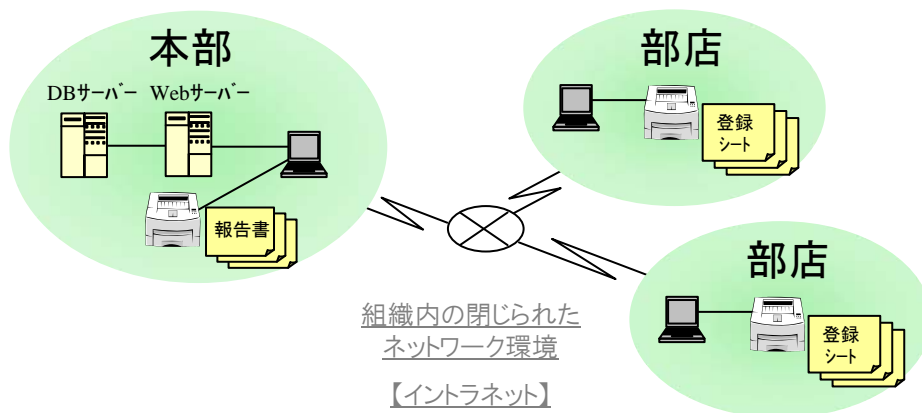 本部
DBサーバー Webサーバー
報告書
部店
登録
シート
部店
登録
シート
組織内の閉じられた
ネットワーク環境
【イントラネット】